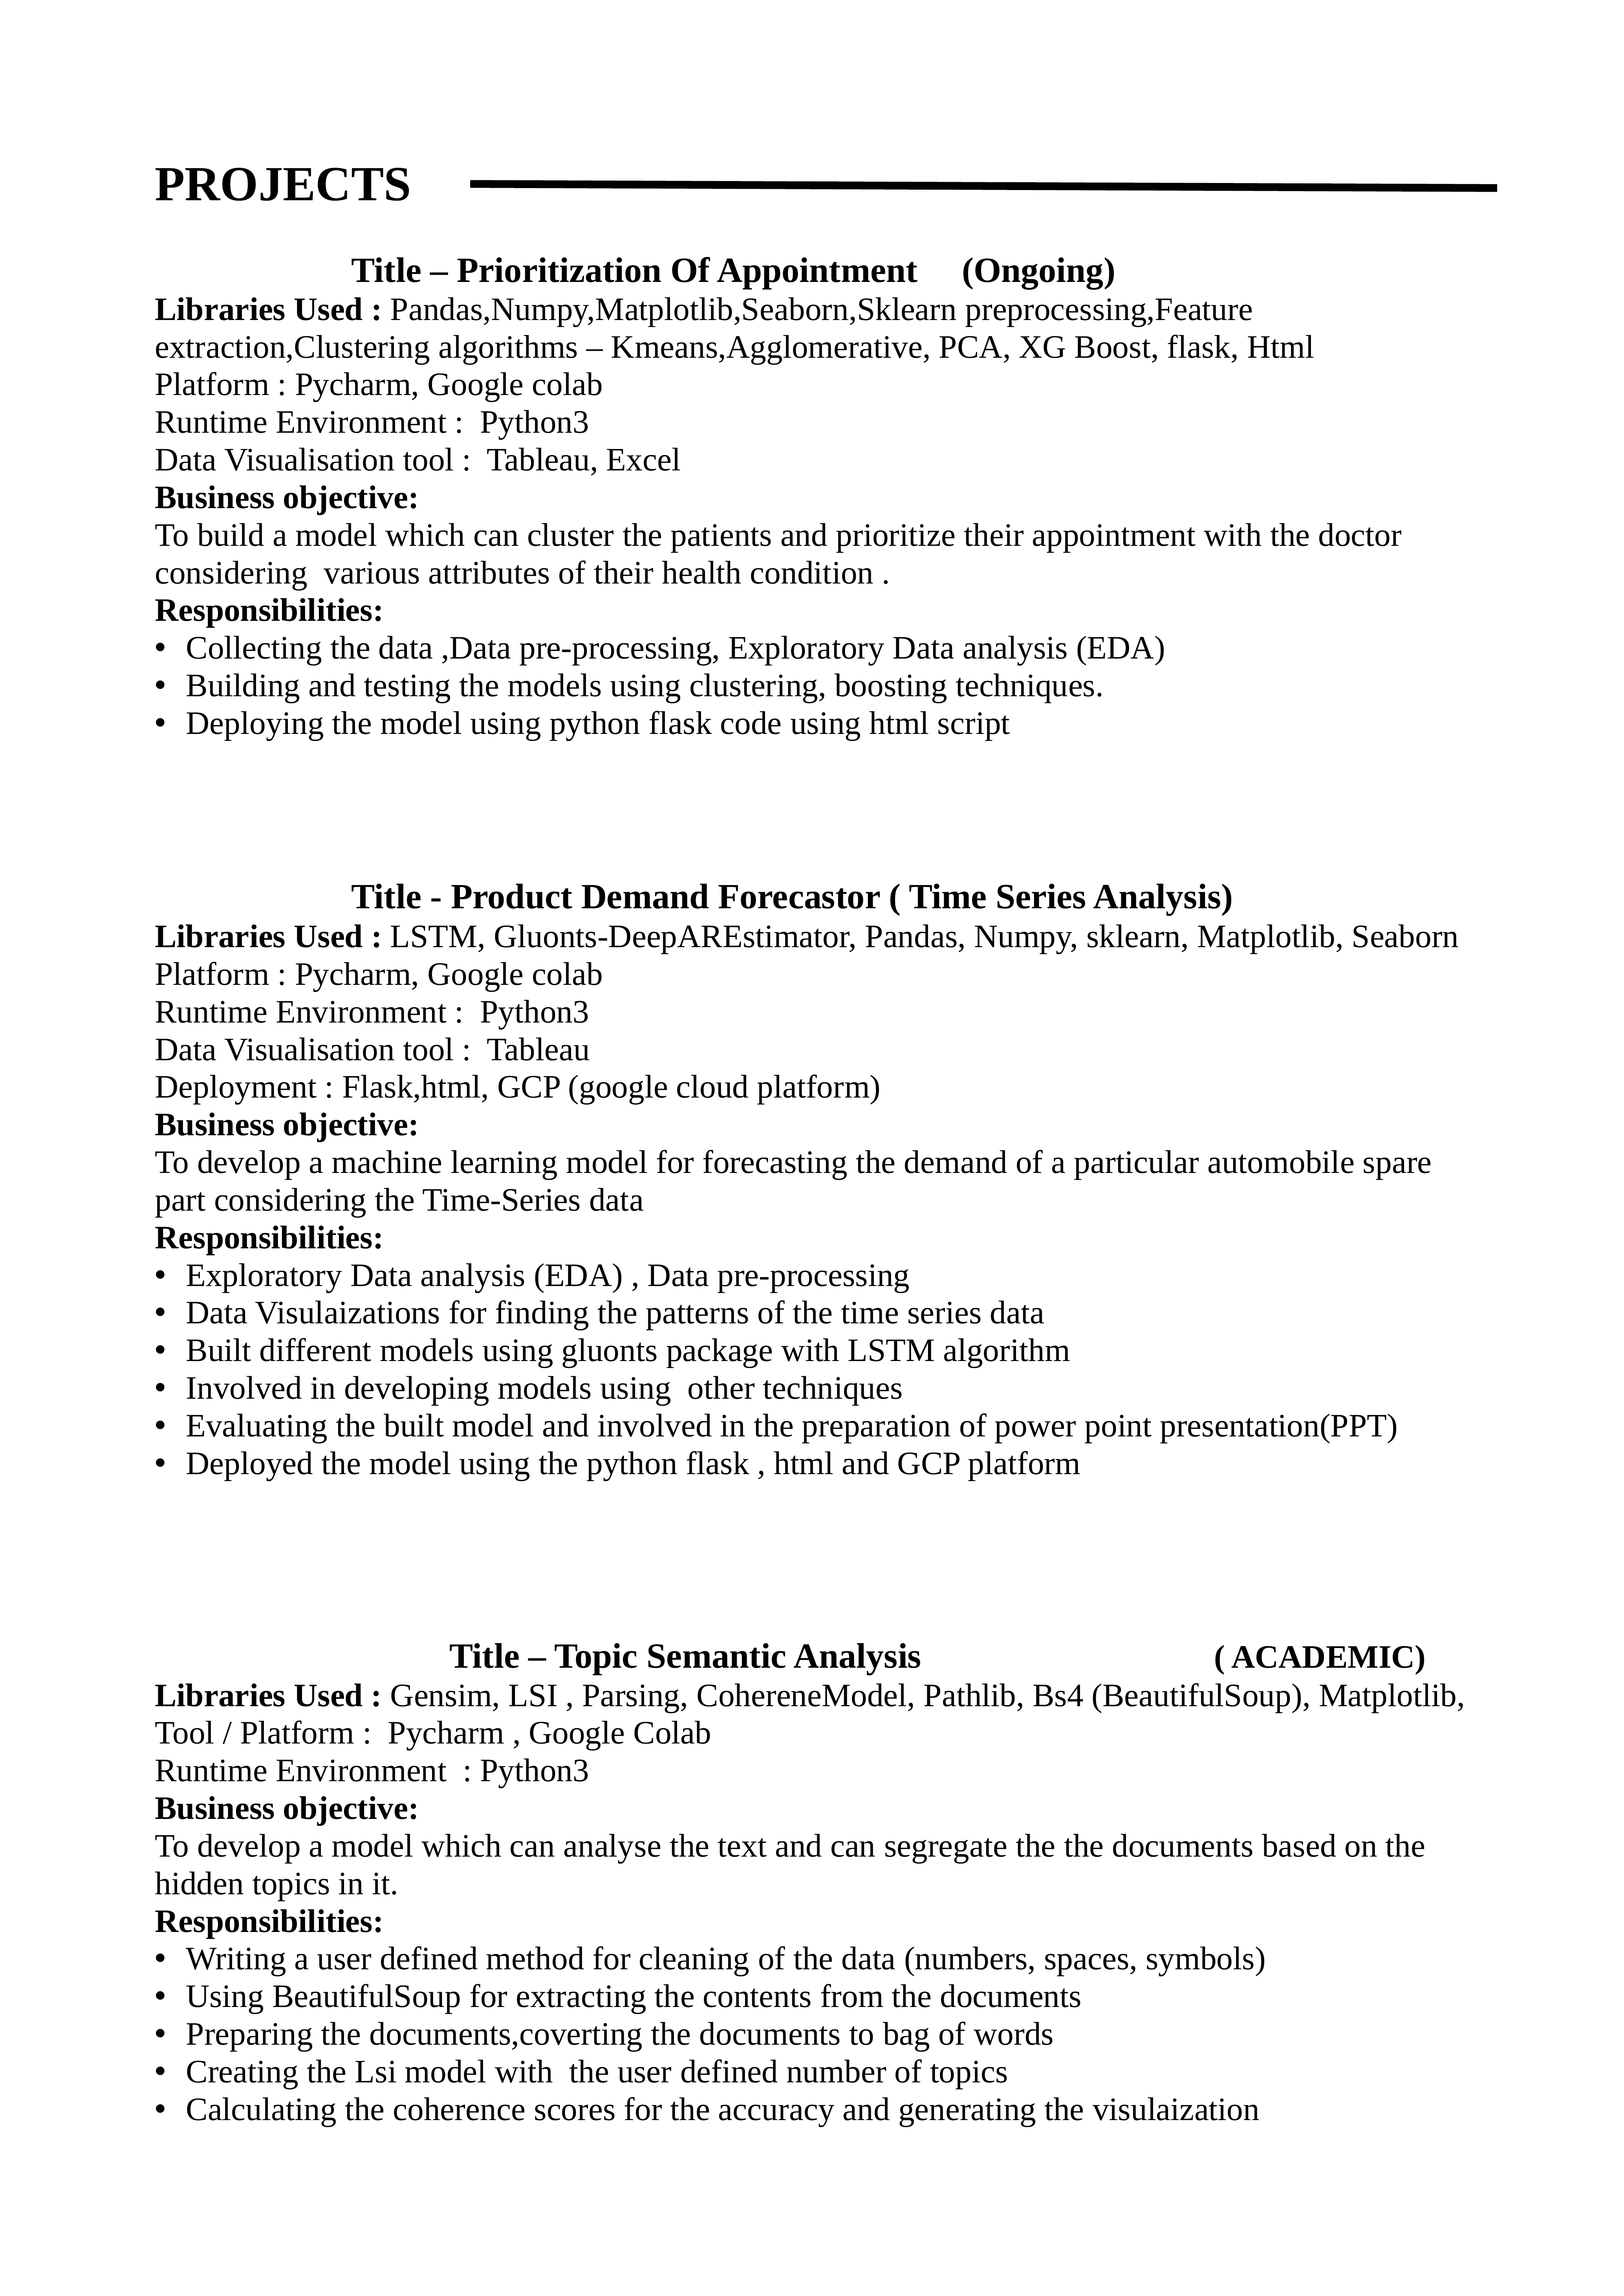 PROJECTS
Title – Prioritization Of Appointment (Ongoing)
Libraries Used : Pandas,Numpy,Matplotlib,Seaborn,Sklearn preprocessing,Feature
extraction,Clustering algorithms – Kmeans,Agglomerative, PCA, XG Boost, flask, Html
Platform : Pycharm, Google colab
Runtime Environment :  Python3
Data Visualisation tool :  Tableau, Excel
Business objective:
To build a model which can cluster the patients and prioritize their appointment with the doctor
considering  various attributes of their health condition .
Responsibilities:
• Collecting the data ,Data pre-processing, Exploratory Data analysis (EDA)
• Building and testing the models using clustering, boosting techniques.
• Deploying the model using python flask code using html script
Title - Product Demand Forecastor ( Time Series Analysis)
Libraries Used : LSTM, Gluonts-DeepAREstimator, Pandas, Numpy, sklearn, Matplotlib, Seaborn
Platform : Pycharm, Google colab
Runtime Environment :  Python3
Data Visualisation tool :  Tableau
Deployment : Flask,html, GCP (google cloud platform)
Business objective:
To develop a machine learning model for forecasting the demand of a particular automobile spare
part considering the Time-Series data
Responsibilities:
• Exploratory Data analysis (EDA) , Data pre-processing
• Data Visulaizations for finding the patterns of the time series data
• Built different models using gluonts package with LSTM algorithm
• Involved in developing models using  other techniques
• Evaluating the built model and involved in the preparation of power point presentation(PPT)
• Deployed the model using the python flask , html and GCP platform
Title – Topic Semantic Analysis ( ACADEMIC)
Libraries Used : Gensim, LSI , Parsing, CohereneModel, Pathlib, Bs4 (BeautifulSoup), Matplotlib,
Tool / Platform :  Pycharm , Google Colab
Runtime Environment  : Python3
Business objective:
To develop a model which can analyse the text and can segregate the the documents based on the
hidden topics in it.
Responsibilities:
• Writing a user defined method for cleaning of the data (numbers, spaces, symbols)
• Using BeautifulSoup for extracting the contents from the documents
• Preparing the documents,coverting the documents to bag of words
• Creating the Lsi model with  the user defined number of topics
• Calculating the coherence scores for the accuracy and generating the visulaization